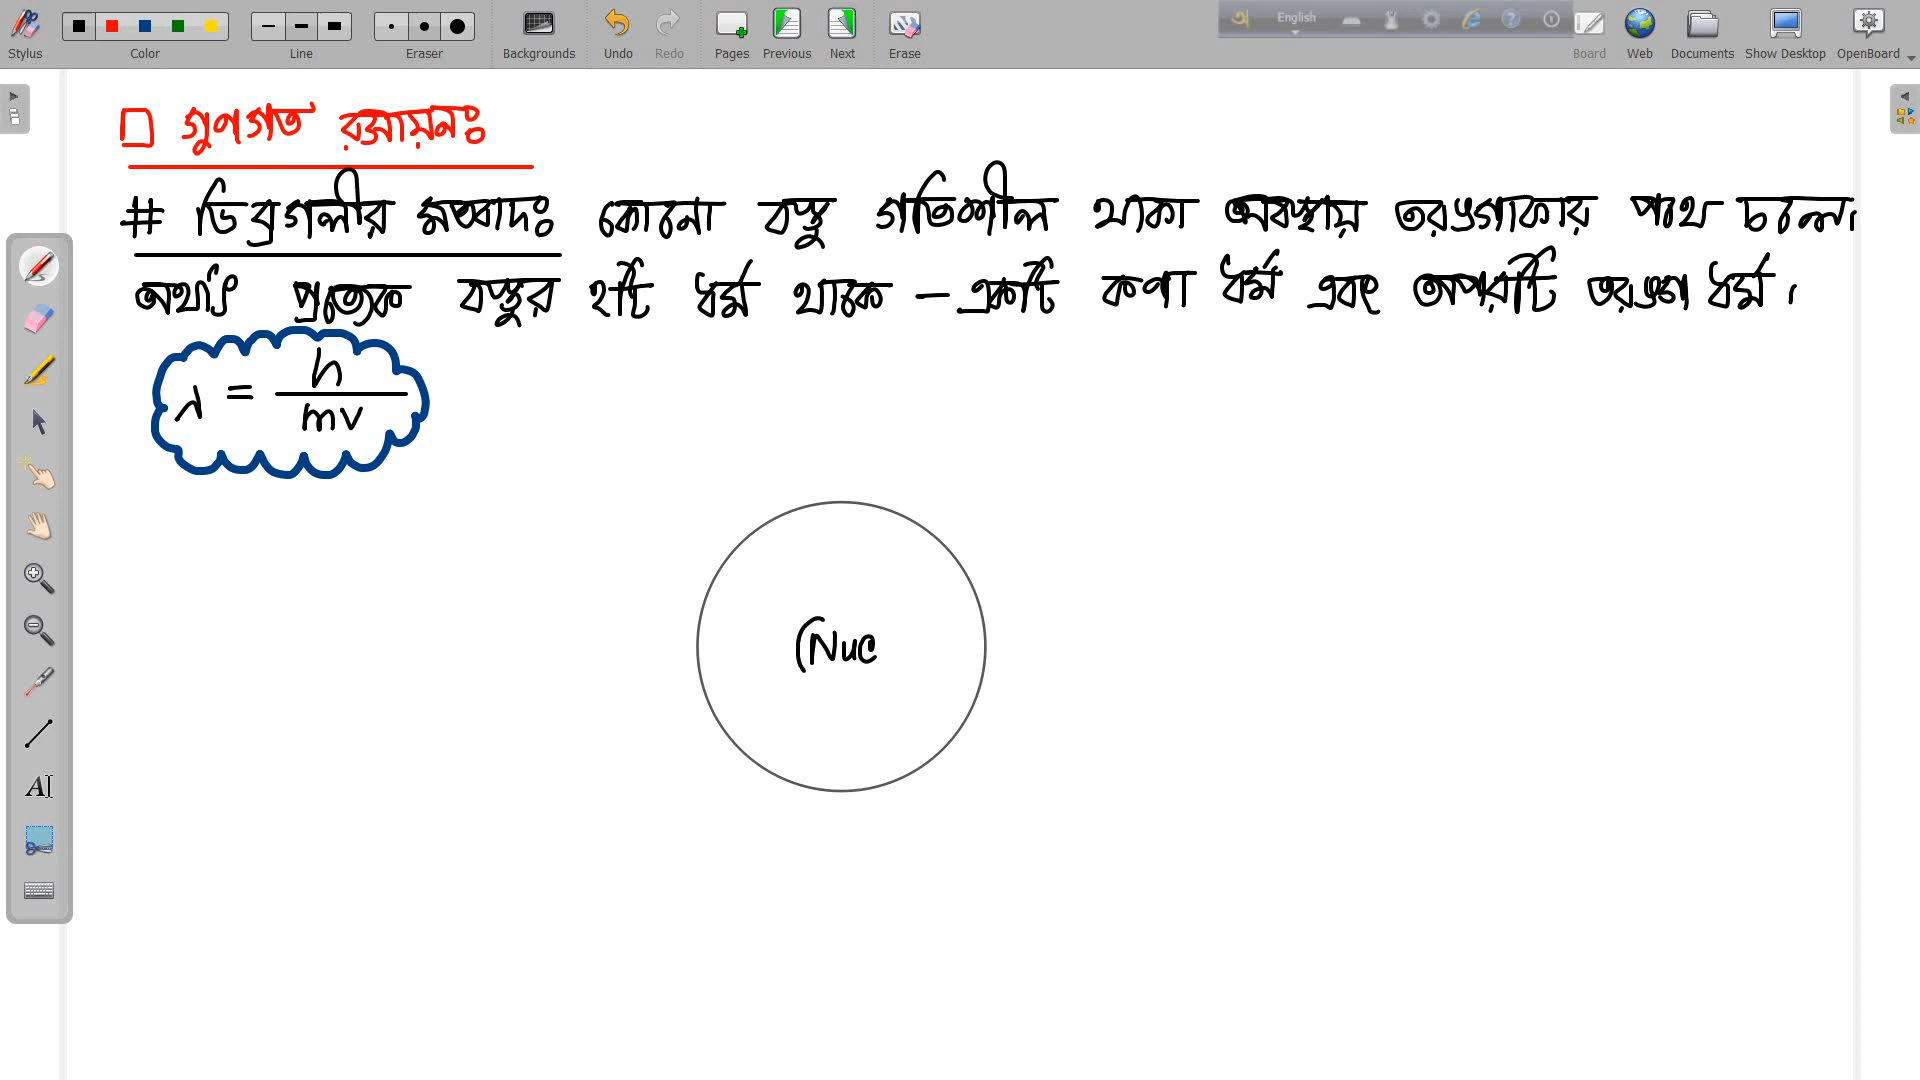 Stylus Color Line Eraser Backgrounds Undo Redo Pages Previous Next Erase English Board Web Documents Show Desktop OpenBoard
গুণগত রসায়নঃ
# ডিব্রগলীর মতবাদঃ কোনো বস্তু গতিশীল থাকা অবস্থায় তরঙ্গাকার পথে চলে।
অর্থাৎ প্রত্যেক বস্তুর ২টি ধর্ম থাকে – একটি কণা ধর্ম এবং অপরটি তরঙ্গ ধর্ম।
λ = h / mv
(Nuc